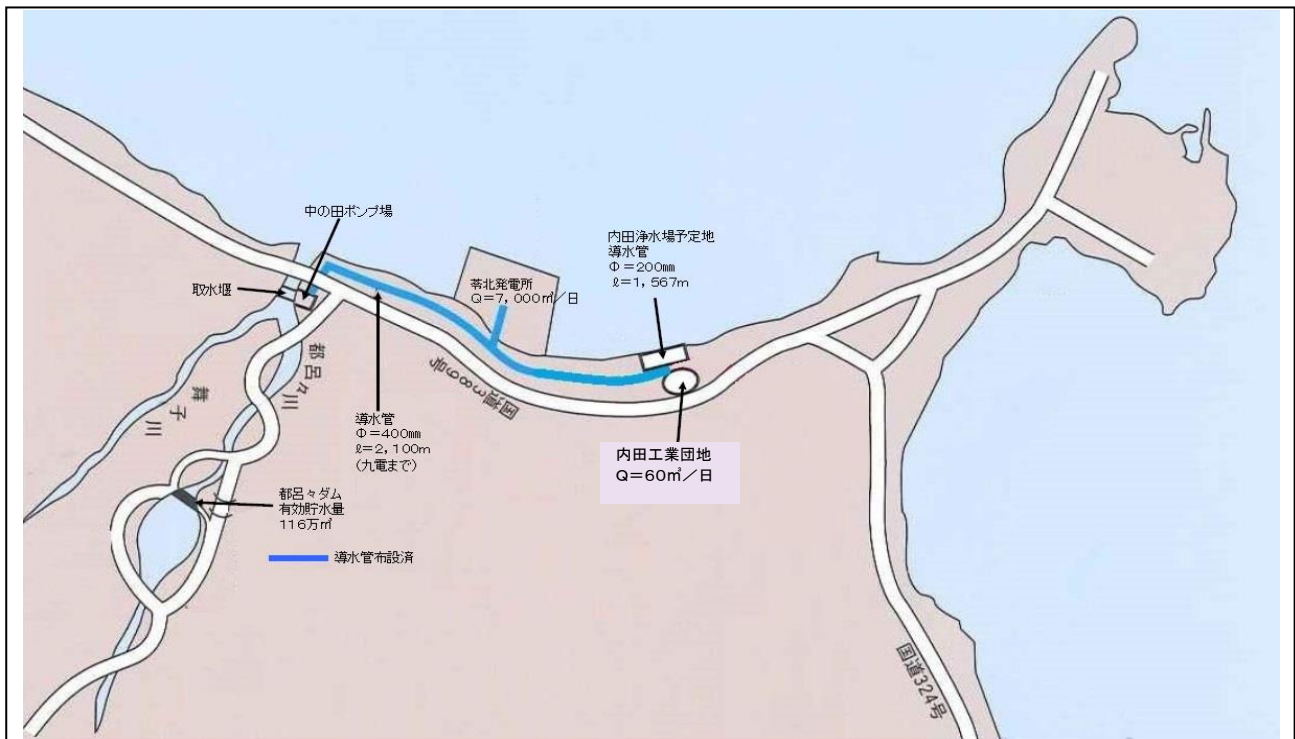 中の田ポンプ場
取水堰
内田浄水場予定地
導水管
Φ=200㎜
ℓ=1,567m
苓北発電所
Q=7,000㎥/日
都呂々川
舞子川
国道389号
導水管
Φ=400㎜
ℓ=2,100m
(九電まで)
内田工業団地
Q=60㎥/日
都呂々ダム
有効貯水量
116万㎥
導水管布設済
国道324号